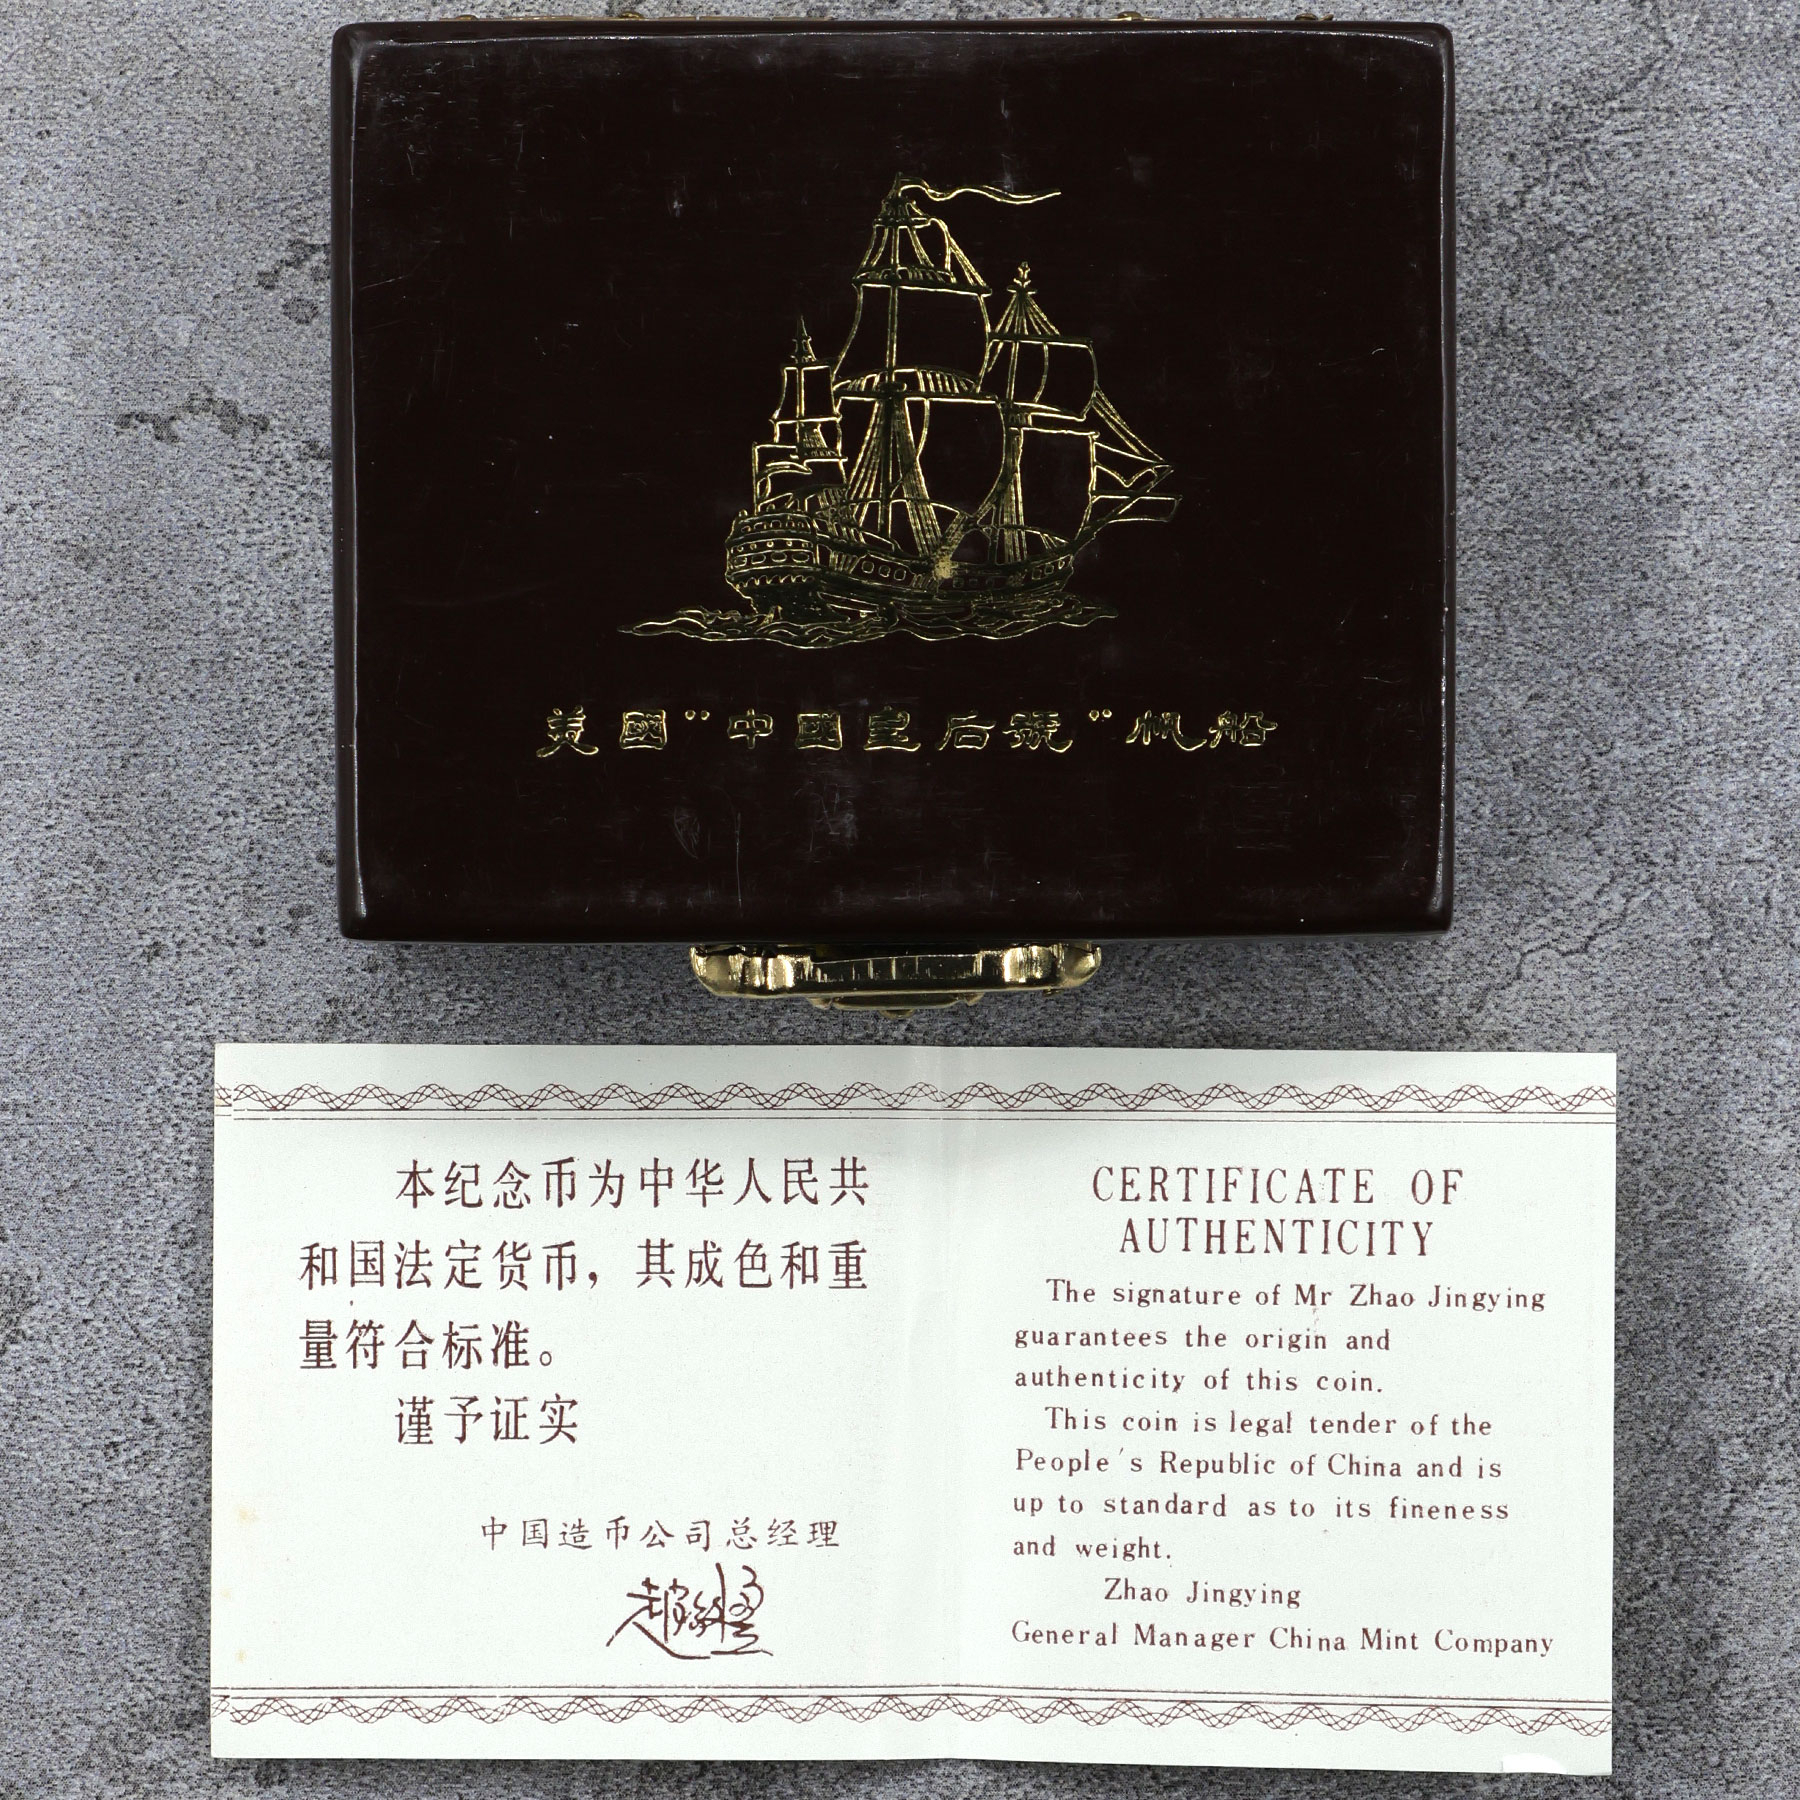 美國"中國皇后號"帆船
本纪念币为中华人民共
和国法定货币，其成色和重
量符合标准。
谨予证实
中国造币公司总经理
CERTIFICATE OF
AUTHENTICITY
The signature of Mr Zhao Jingying
guarantees the origin and
authenticity of this coin.
This coin is legal tender of the
People's Republic of China and is
up to standard as to its fineness
and weight.
Zhao Jingying
General Manager China Mint Company